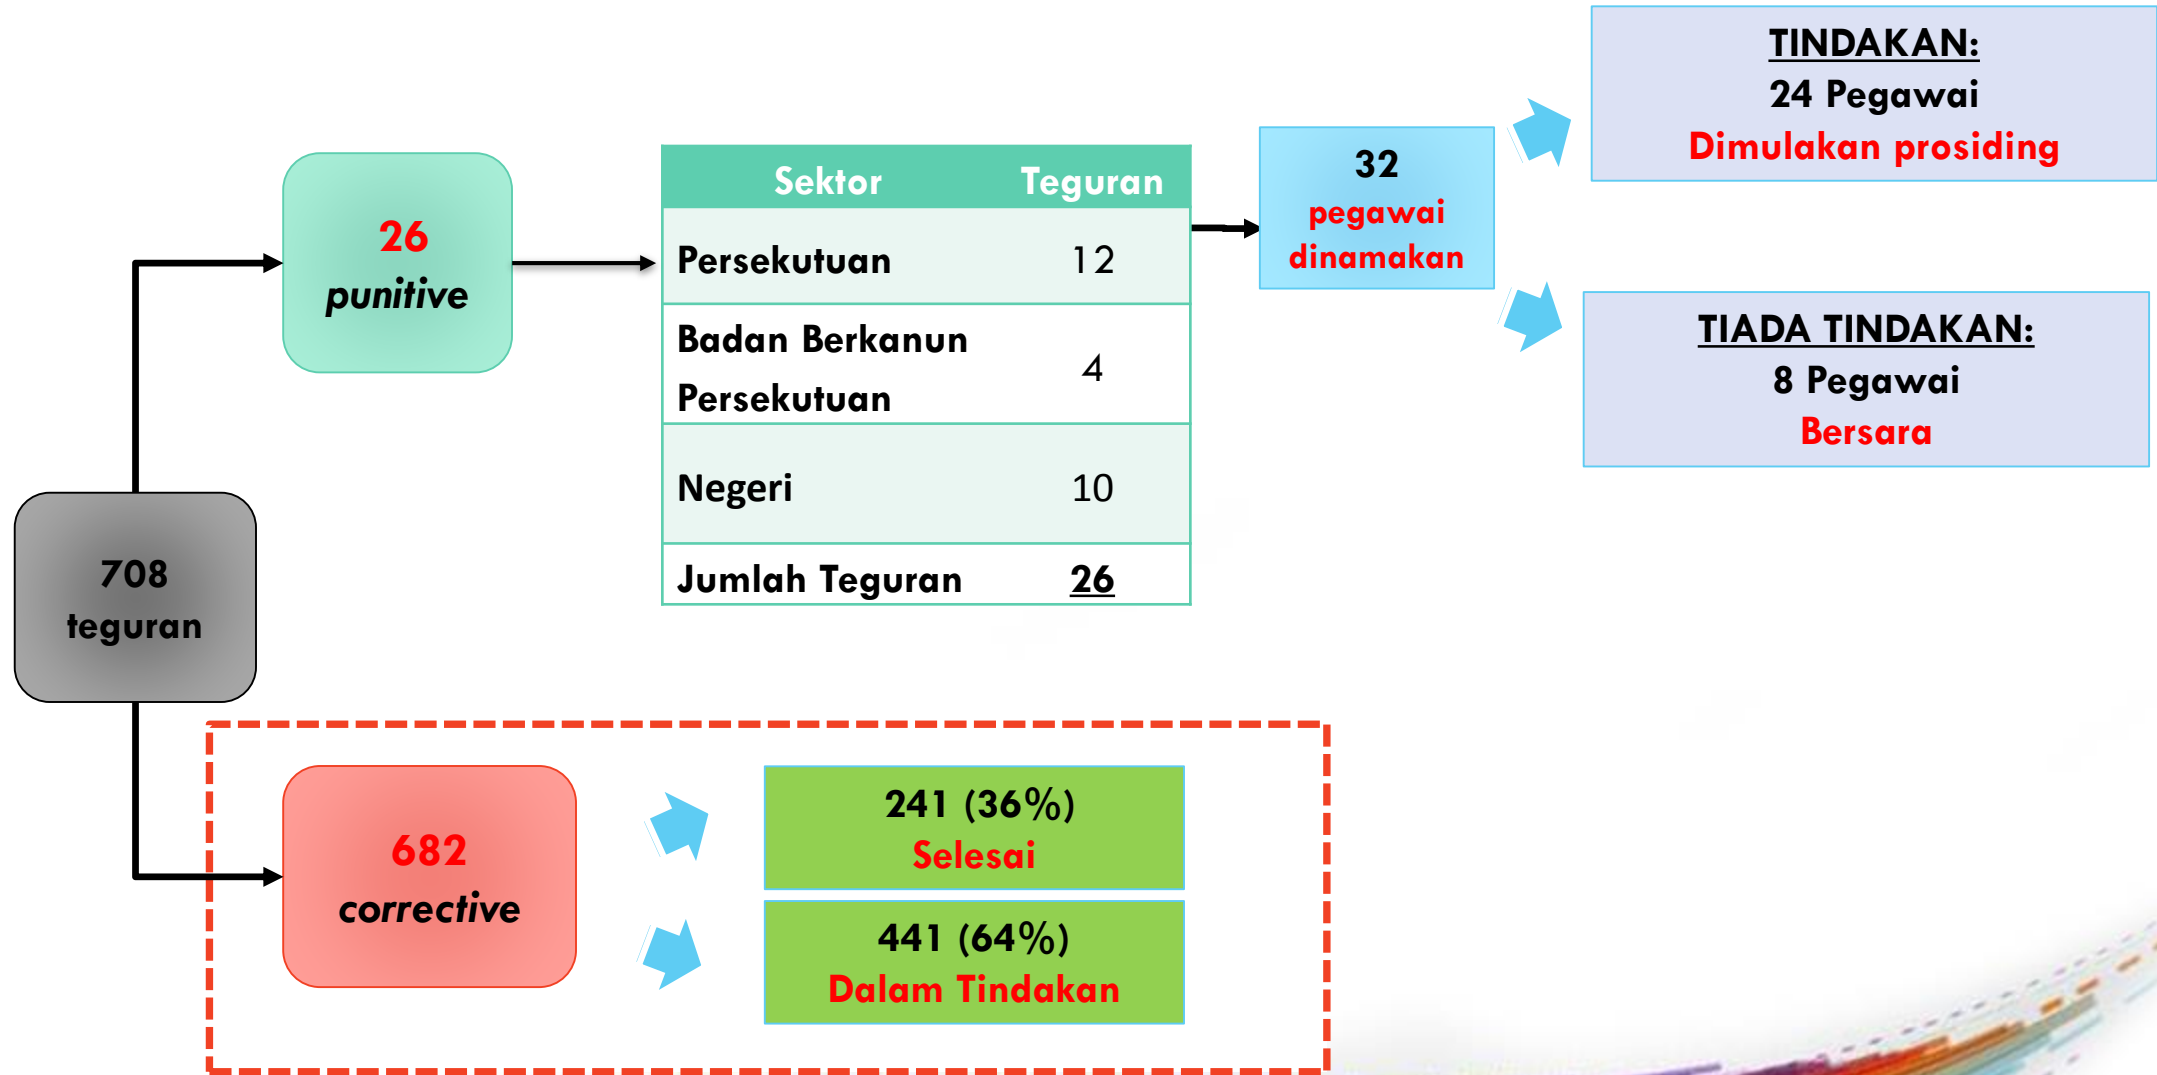 708
teguran
26
punitive
Sektor Teguran
Persekutuan 12
Badan Berkanun
Persekutuan 4
Negeri 10
Jumlah Teguran 26
32
pegawai
dinamakan
TINDAKAN:
24 Pegawai
Dimulakan prosiding
TIADA TINDAKAN:
8 Pegawai
Bersara
682
corrective
241 (36%)
Selesai
441 (64%)
Dalam Tindakan